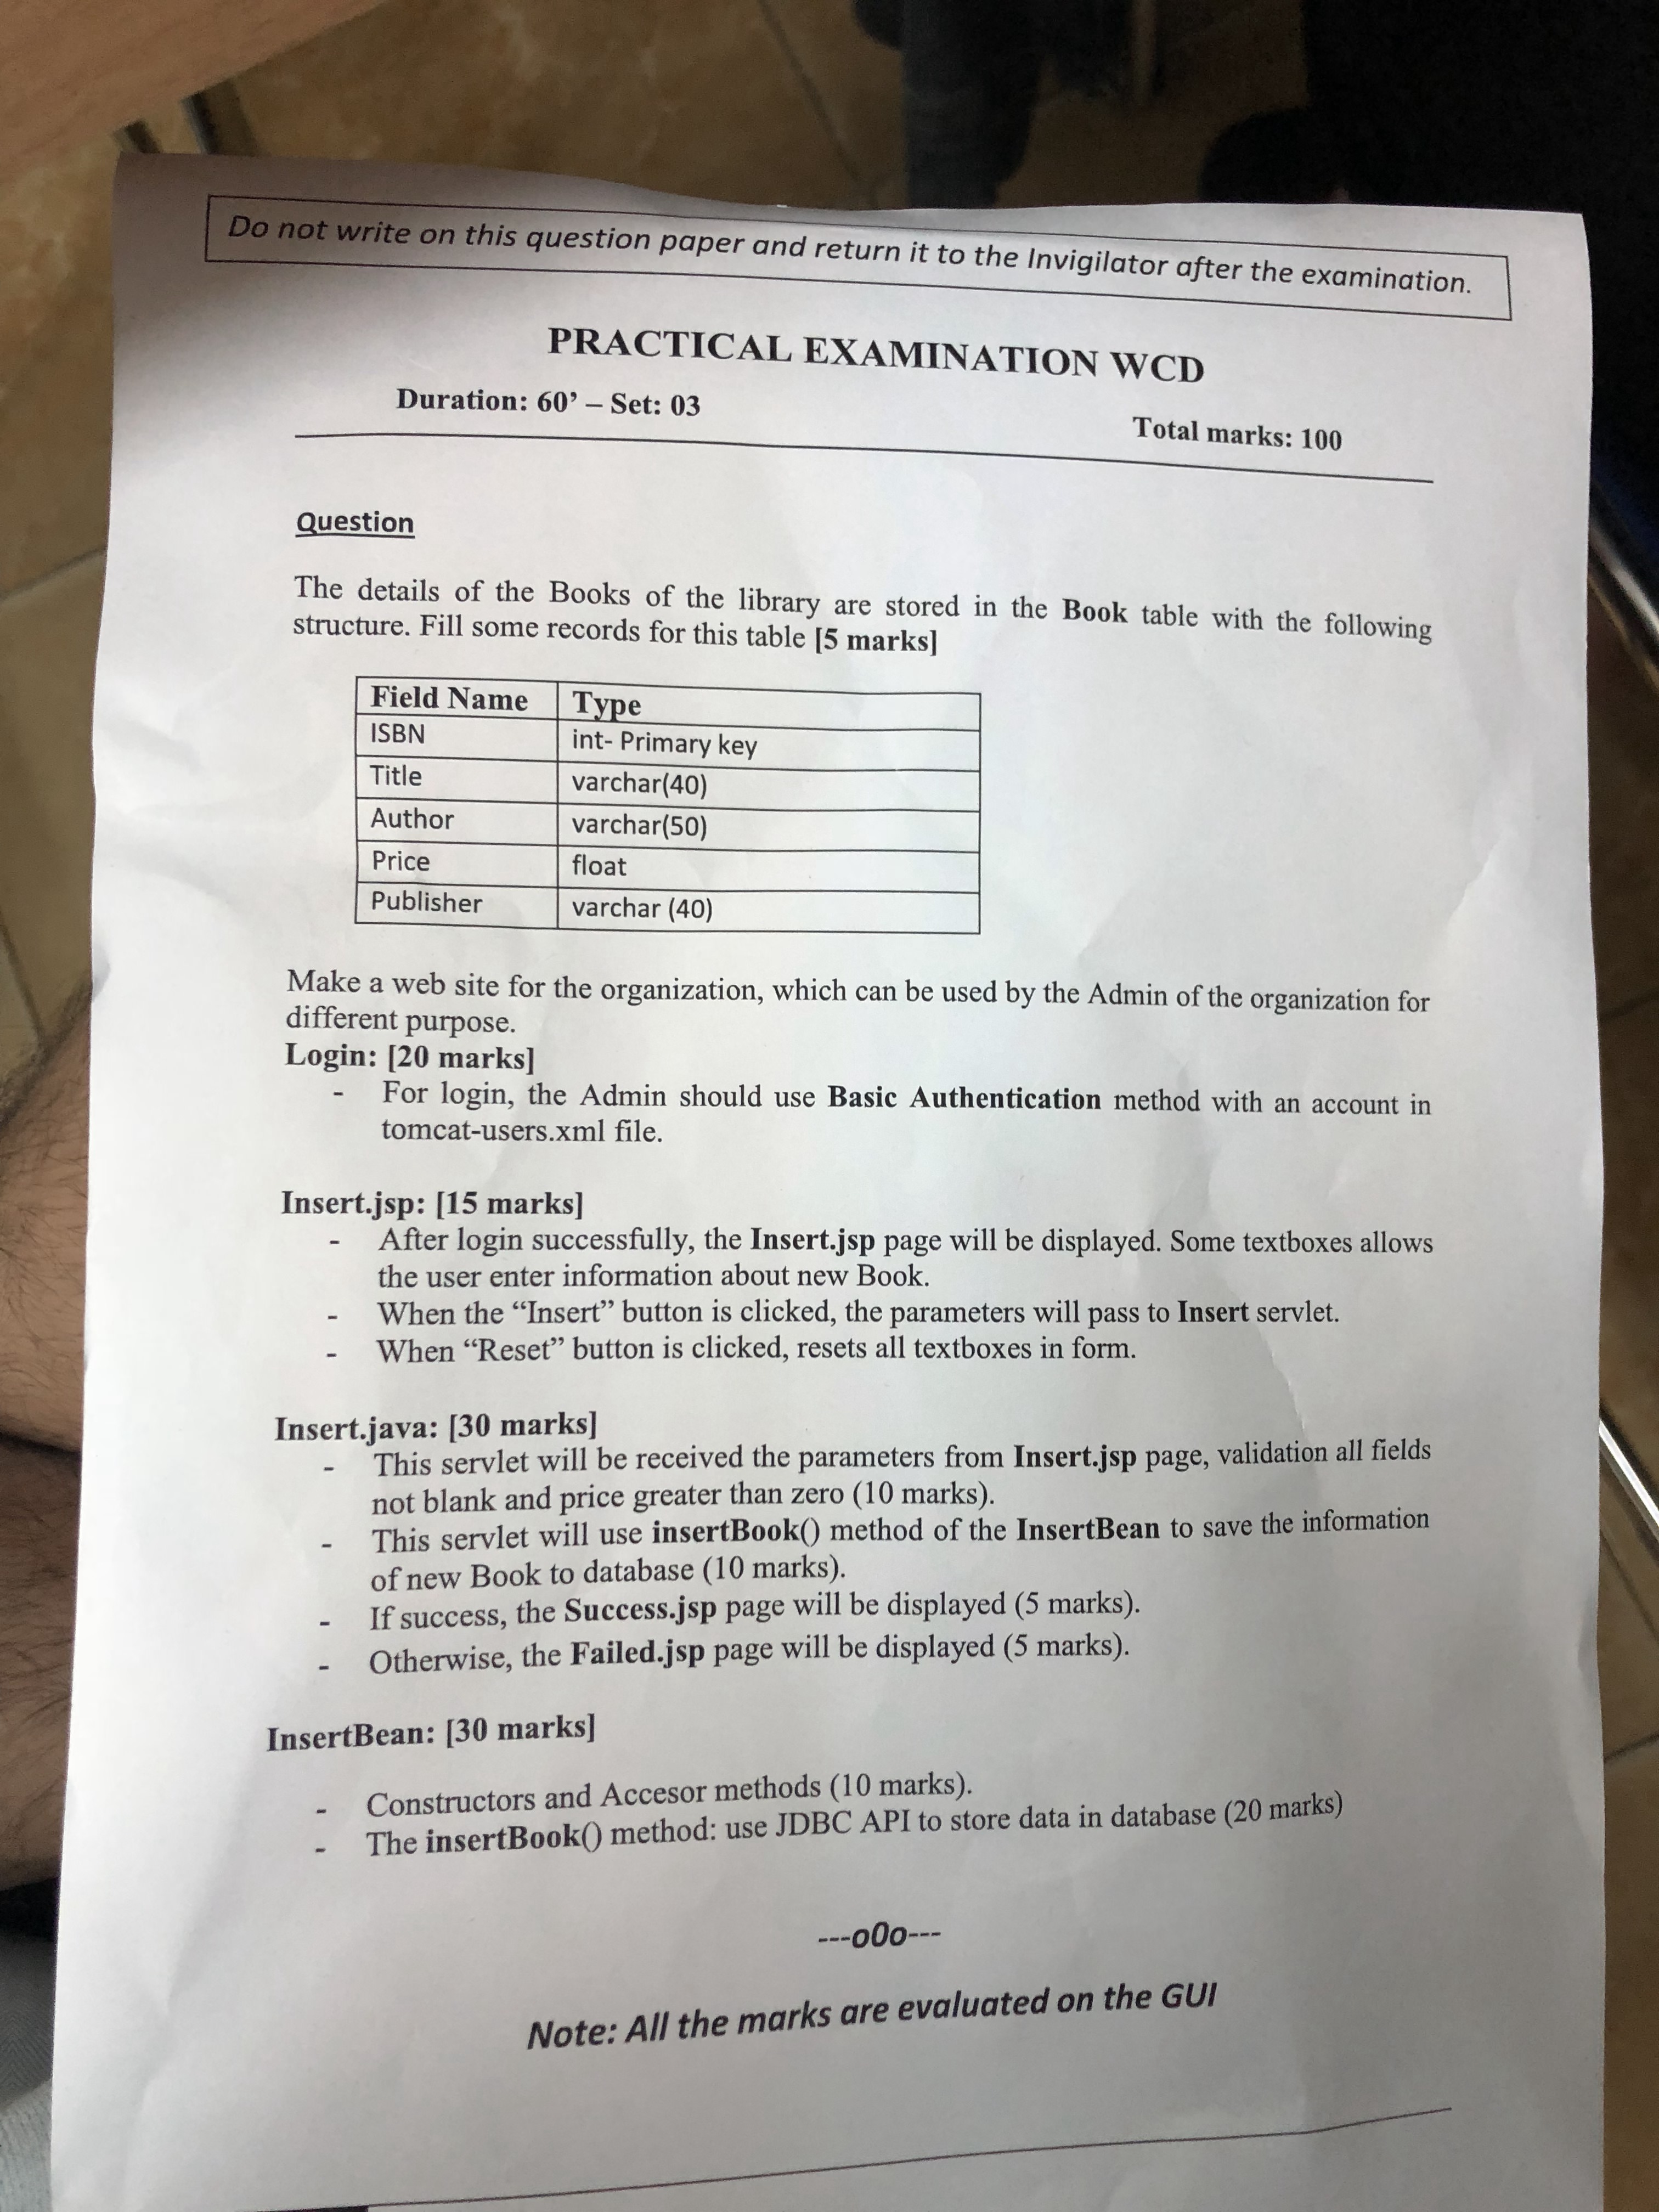 Do not write on this question paper and return it to the Invigilator after the examination.
PRACTICAL EXAMINATION WCD
Duration: 60’ – Set: 03
Total marks: 100
Question
The details of the Books of the library are stored in the Book table with the following
structure. Fill some records for this table [5 marks]
Field Name Type
ISBN int- Primary key
Title varchar(40)
Author varchar(50)
Price float
Publisher varchar (40)
Make a web site for the organization, which can be used by the Admin of the organization for
different purpose.
Login: [20 marks]
- For login, the Admin should use Basic Authentication method with an account in
tomcat-users.xml file.
Insert.jsp: [15 marks]
- After login successfully, the Insert.jsp page will be displayed. Some textboxes allows
the user enter information about new Book.
- When the “Insert” button is clicked, the parameters will pass to Insert servlet.
- When “Reset” button is clicked, resets all textboxes in form.
Insert.java: [30 marks]
- This servlet will be received the parameters from Insert.jsp page, validation all fields
not blank and price greater than zero (10 marks).
- This servlet will use insertBook() method of the InsertBean to save the information
of new Book to database (10 marks).
- If success, the Success.jsp page will be displayed (5 marks).
- Otherwise, the Failed.jsp page will be displayed (5 marks).
InsertBean: [30 marks]
- Constructors and Accesor methods (10 marks).
- The insertBook() method: use JDBC API to store data in database (20 marks)
---o0o---
Note: All the marks are evaluated on the GUI